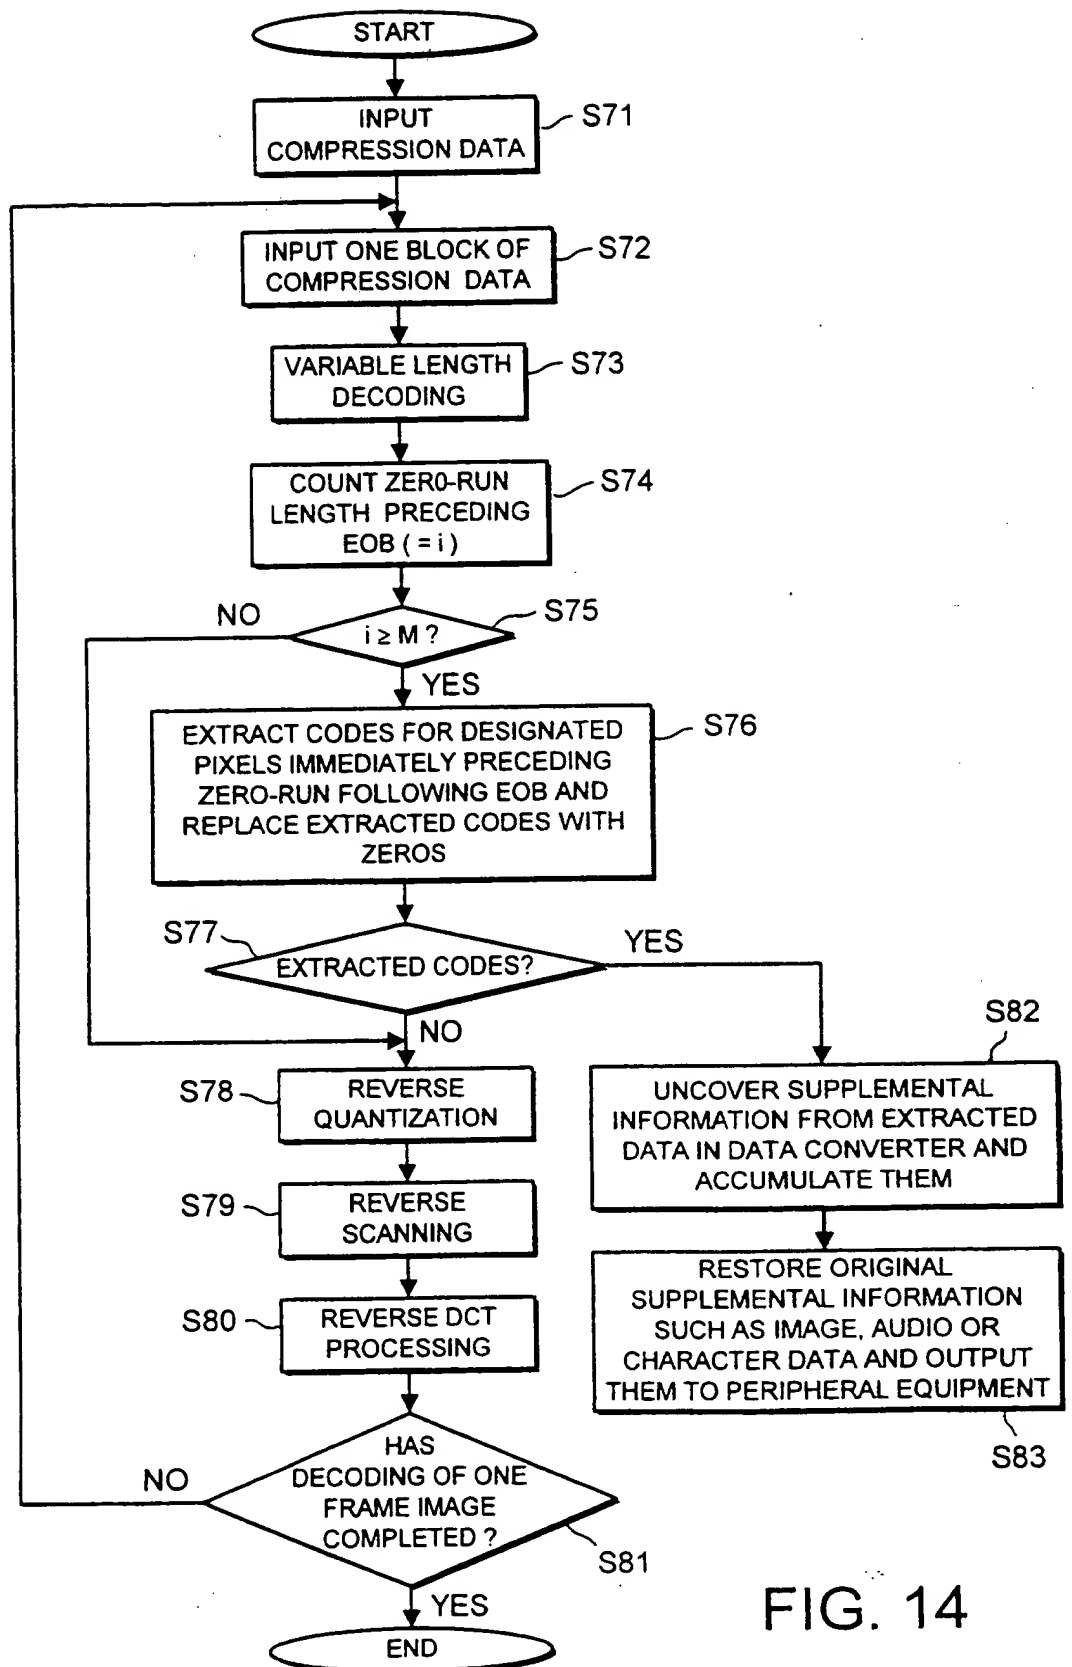 START
INPUT
COMPRESSION DATA
S71
INPUT ONE BLOCK OF
COMPRESSION DATA
S72
VARIABLE LENGTH
DECODING
S73
COUNT ZER0-RUN
LENGTH PRECEDING
EOB ( = i )
S74
i ≥ M ?
S75
NO
YES
EXTRACT CODES FOR DESIGNATED
PIXELS IMMEDIATELY PRECEDING
ZERO-RUN FOLLOWING EOB AND
REPLACE EXTRACTED CODES WITH
ZEROS
S76
S77
EXTRACTED CODES?
YES
NO
S78
REVERSE
QUANTIZATION
S79
REVERSE
SCANNING
S80
REVERSE DCT
PROCESSING
HAS
DECODING OF ONE
FRAME IMAGE
COMPLETED ?
NO
S81
YES
END
S82
UNCOVER SUPPLEMENTAL
INFORMATION FROM EXTRACTED
DATA IN DATA CONVERTER AND
ACCUMULATE THEM
RESTORE ORIGINAL
SUPPLEMENTAL INFORMATION
SUCH AS IMAGE, AUDIO OR
CHARACTER DATA AND OUTPUT
THEM TO PERIPHERAL EQUIPMENT
S83
FIG. 14